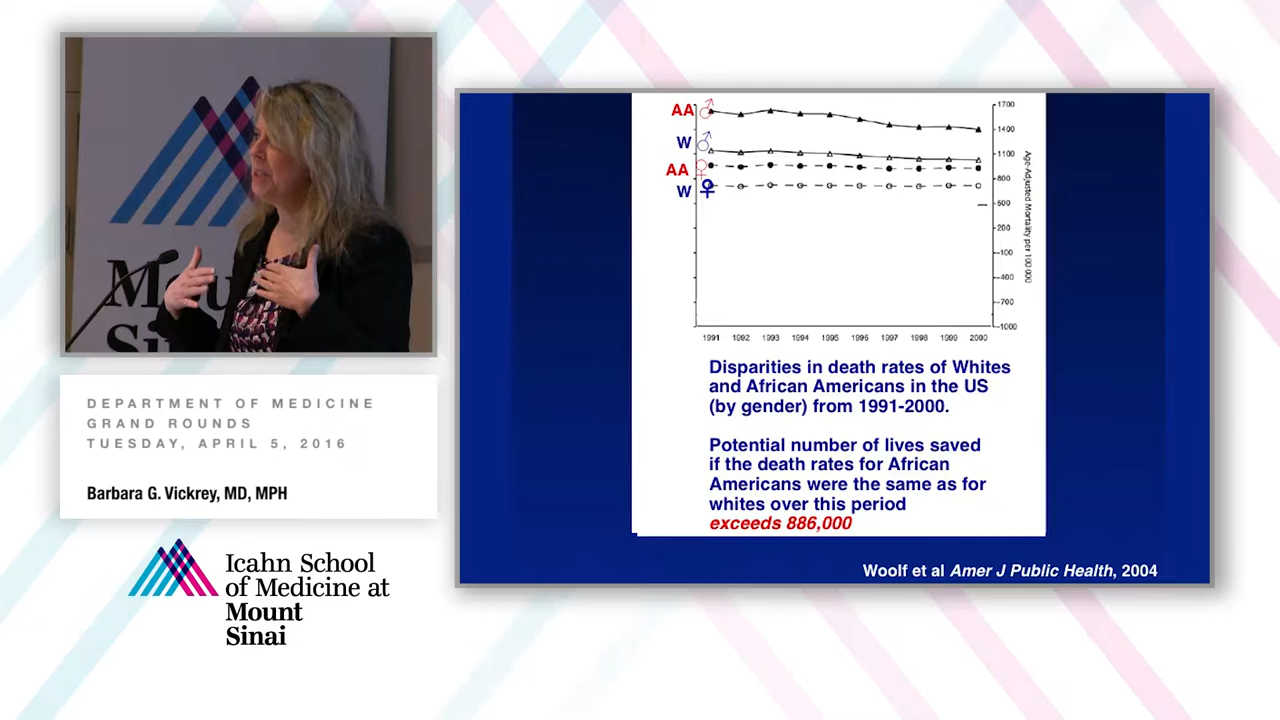 Mount
Sinai
DEPARTMENT OF MEDICINE
GRAND ROUNDS
TUESDAY, APRIL 5, 2016
Barbara G. Vickrey, MD, MPH
Icahn School
of Medicine at
Mount
Sinai
AA
W
AA
W
1700
1400
1100
800
500
200
-100
-400
-700
-1000
Age-Adjusted Mortality per 100 000
1991 1992 1993 1994 1995 1996 1997 1998 1999 2000
Disparities in death rates of Whites
and African Americans in the US
(by gender) from 1991-2000.
Potential number of lives saved
if the death rates for African
Americans were the same as for
whites over this period
exceeds 886,000
Woolf et al Amer J Public Health, 2004